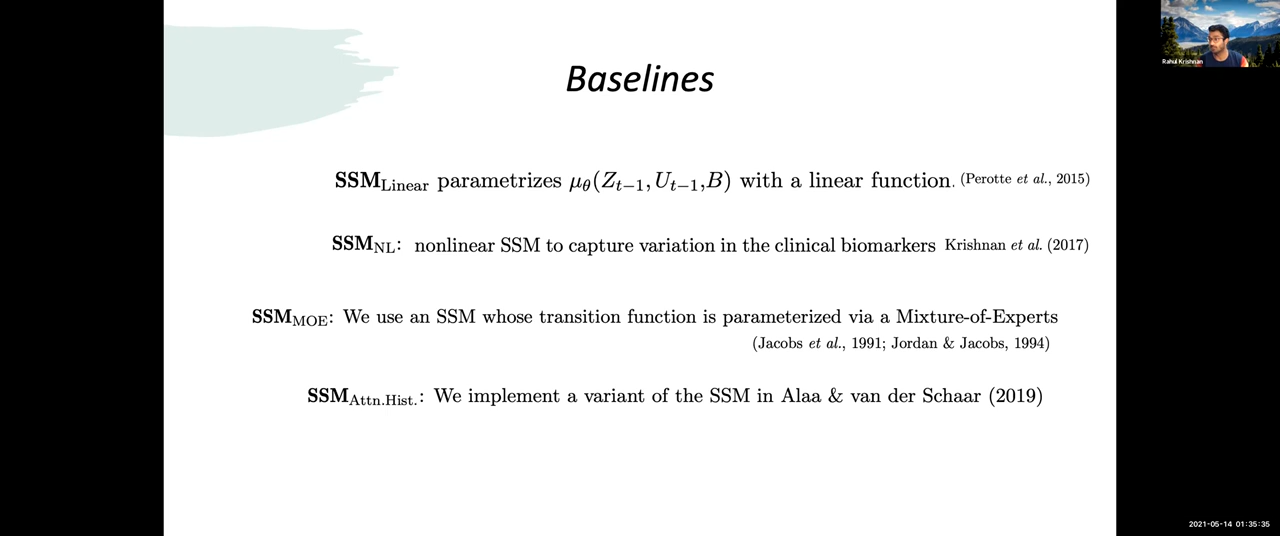 Baselines
SSM_Linear parametrizes μ_θ(Z_{t−1}, U_{t−1}, B) with a linear function. (Perotte et al., 2015)
SSM_NL: nonlinear SSM to capture variation in the clinical biomarkers Krishnan et al. (2017)
SSM_MOE: We use an SSM whose transition function is parameterized via a Mixture-of-Experts
(Jacobs et al., 1991; Jordan & Jacobs, 1994)
SSM_Attn.Hist.: We implement a variant of the SSM in Alaa & van der Schaar (2019)
Rahul Krishnan
2021-05-14 01:35:35